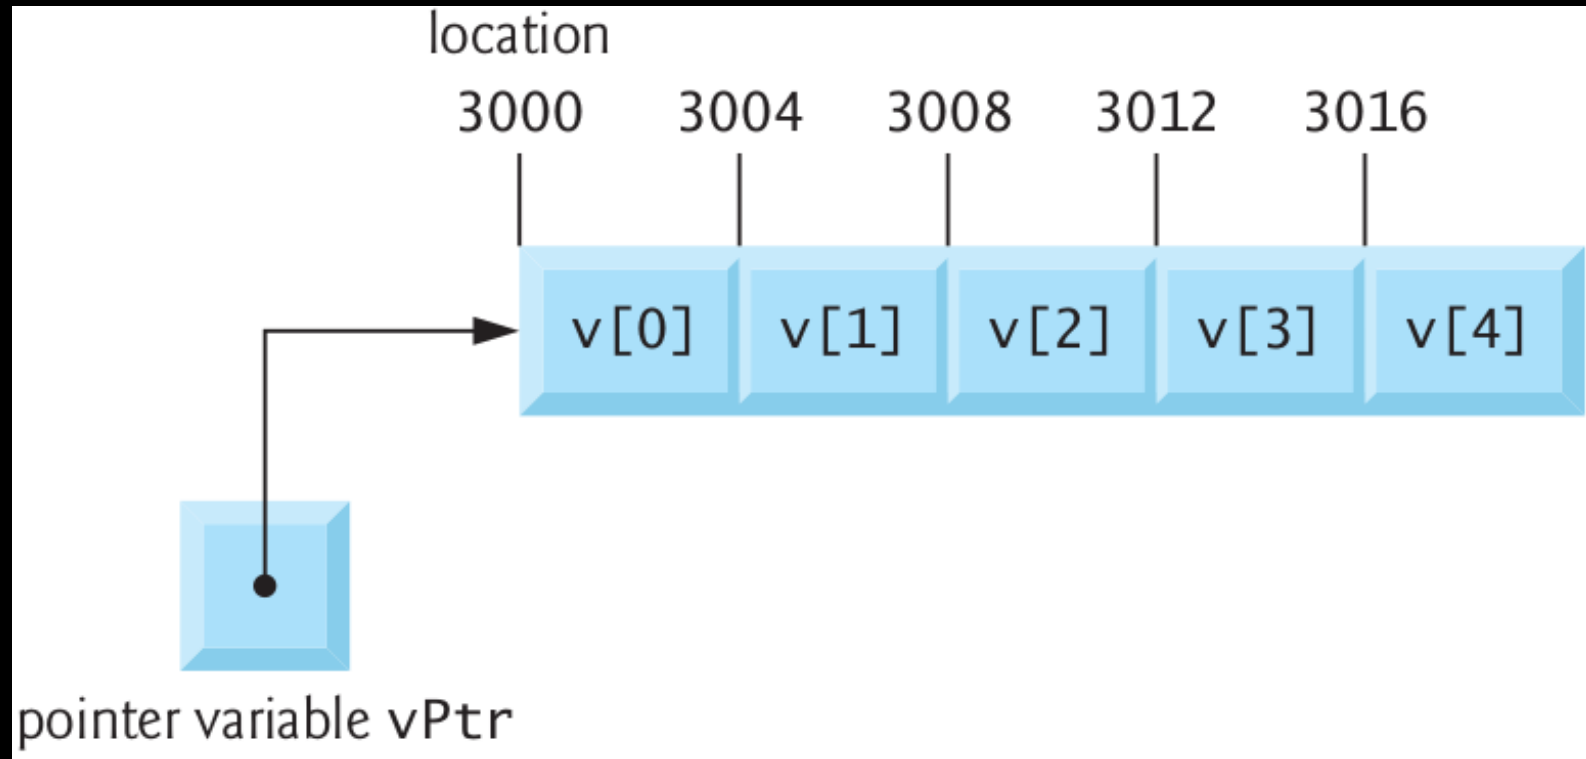 location
3000 3004 3008 3012 3016
v[0] v[1] v[2] v[3] v[4]
pointer variable vPtr